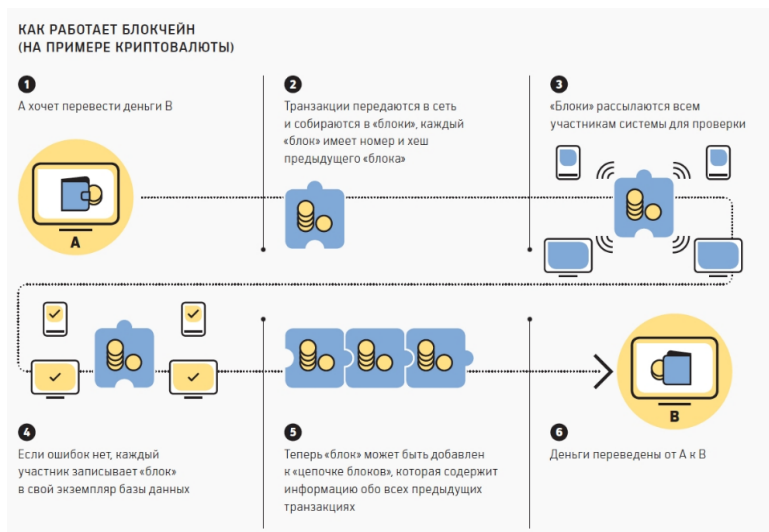 КАК РАБОТАЕТ БЛОКЧЕЙН
(НА ПРИМЕРЕ КРИПТОВАЛЮТЫ)
1
А хочет перевести деньги В
2
Транзакции передаются в сеть
и собираются в «блоки», каждый
«блок» имеет номер и хеш
предыдущего «блока»
3
«Блоки» рассылаются всем
участникам системы для проверки
А
В
4
Если ошибок нет, каждый
участник записывает «блок»
в свой экземпляр базы данных
5
Теперь «блок» может быть добавлен
к «цепочке блоков», которая содержит
информацию обо всех предыдущих
транзакциях
6
Деньги переведены от А к В